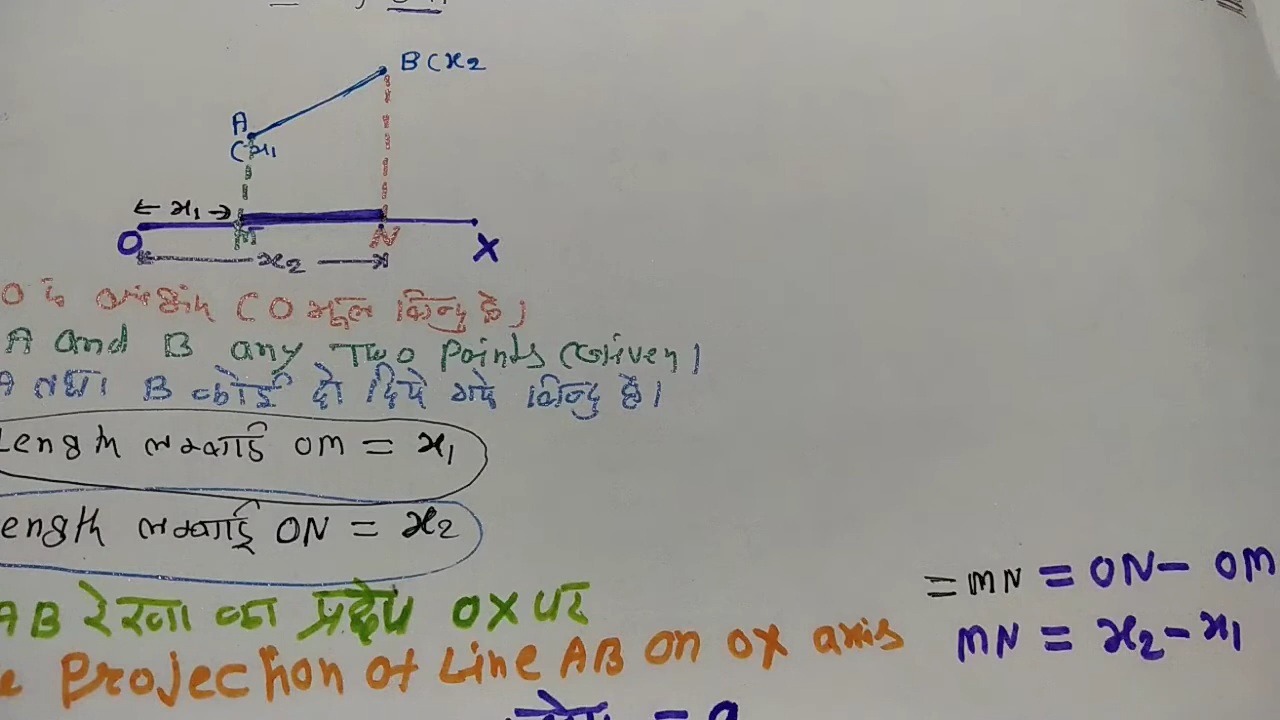 B (x2
A
(x1
← x1 →
O M N X
x2
O is origin (O मूल बिन्दु है)
A and B any Two Points (Given)
A तथा B कोई दो दिये गये बिन्दु है।
Length लम्बाई OM = x1
ength लम्बाई ON = x2
= MN = ON - OM
AB रेखा का प्रक्षेप OX पर
MN = x2 - x1
Projection of Line AB on OX axis
= a